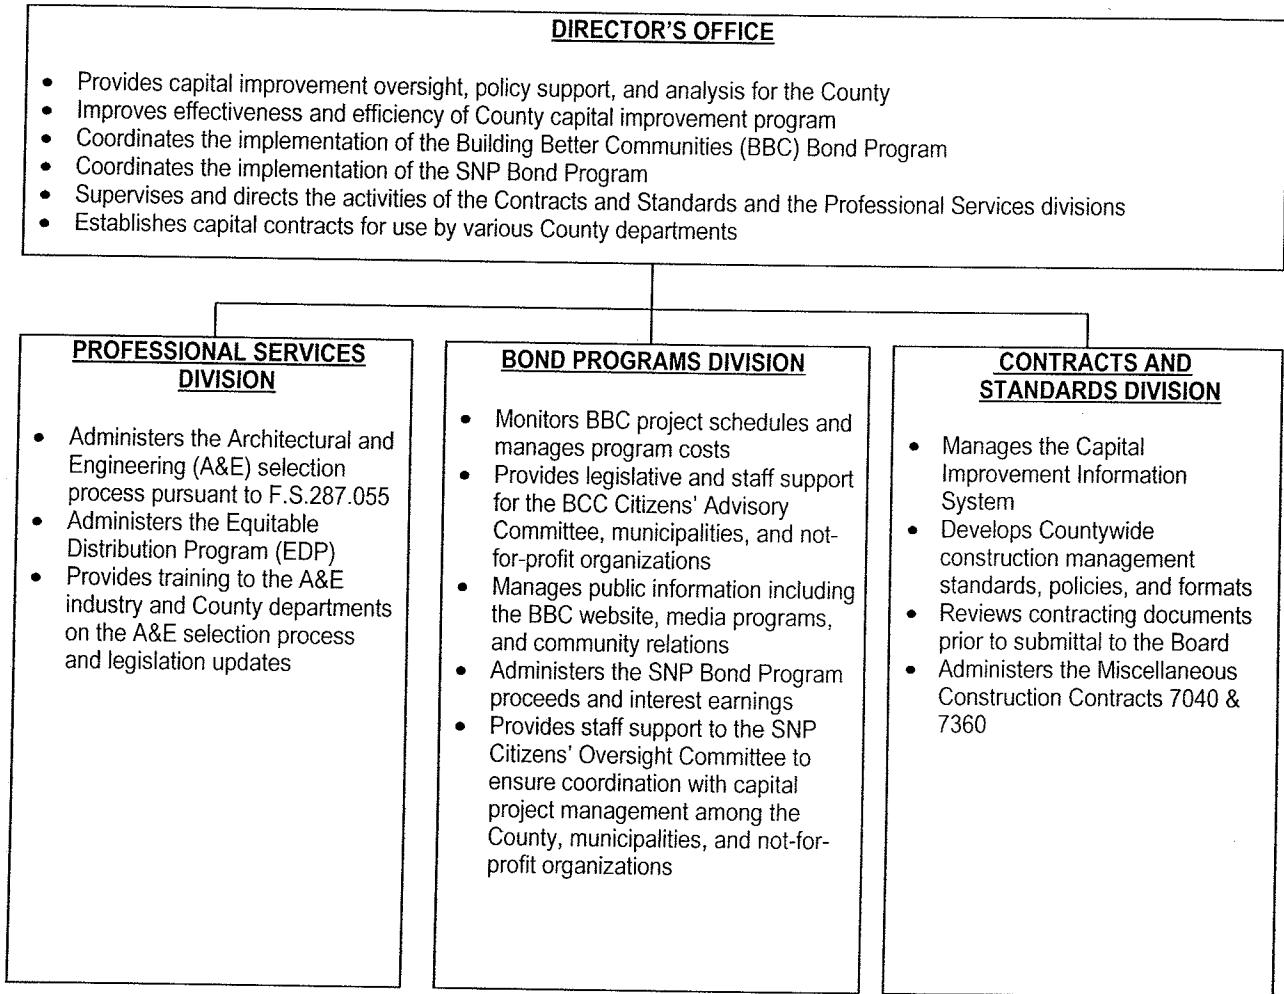 DIRECTOR'S OFFICE
• Provides capital improvement oversight, policy support, and analysis for the County
• Improves effectiveness and efficiency of County capital improvement program
• Coordinates the implementation of the Building Better Communities (BBC) Bond Program
• Coordinates the implementation of the SNP Bond Program
• Supervises and directs the activities of the Contracts and Standards and the Professional Services divisions
• Establishes capital contracts for use by various County departments
PROFESSIONAL SERVICES
DIVISION
• Administers the Architectural and
Engineering (A&E) selection
process pursuant to F.S.287.055
• Administers the Equitable
Distribution Program (EDP)
• Provides training to the A&E
industry and County departments
on the A&E selection process
and legislation updates
BOND PROGRAMS DIVISION
• Monitors BBC project schedules and
manages program costs
• Provides legislative and staff support
for the BCC Citizens' Advisory
Committee, municipalities, and not-
for-profit organizations
• Manages public information including
the BBC website, media programs,
and community relations
• Administers the SNP Bond Program
proceeds and interest earnings
• Provides staff support to the SNP
Citizens' Oversight Committee to
ensure coordination with capital
project management among the
County, municipalities, and not-for-
profit organizations
CONTRACTS AND
STANDARDS DIVISION
• Manages the Capital
Improvement Information
System
• Develops Countywide
construction management
standards, policies, and formats
• Reviews contracting documents
prior to submittal to the Board
• Administers the Miscellaneous
Construction Contracts 7040 &
7360